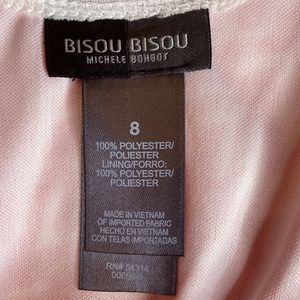 BISOU BISOU
MICHELE BOHBOT
8
100% POLYESTER/
POLIESTER
LINING/FORRO:
100% POLYESTER/
POLIESTER
MADE IN VIETNAM
OF IMPORTED FABRIC
HECHO EN VIETNAM
CON TELAS IMPORTADAS
RN# 54314